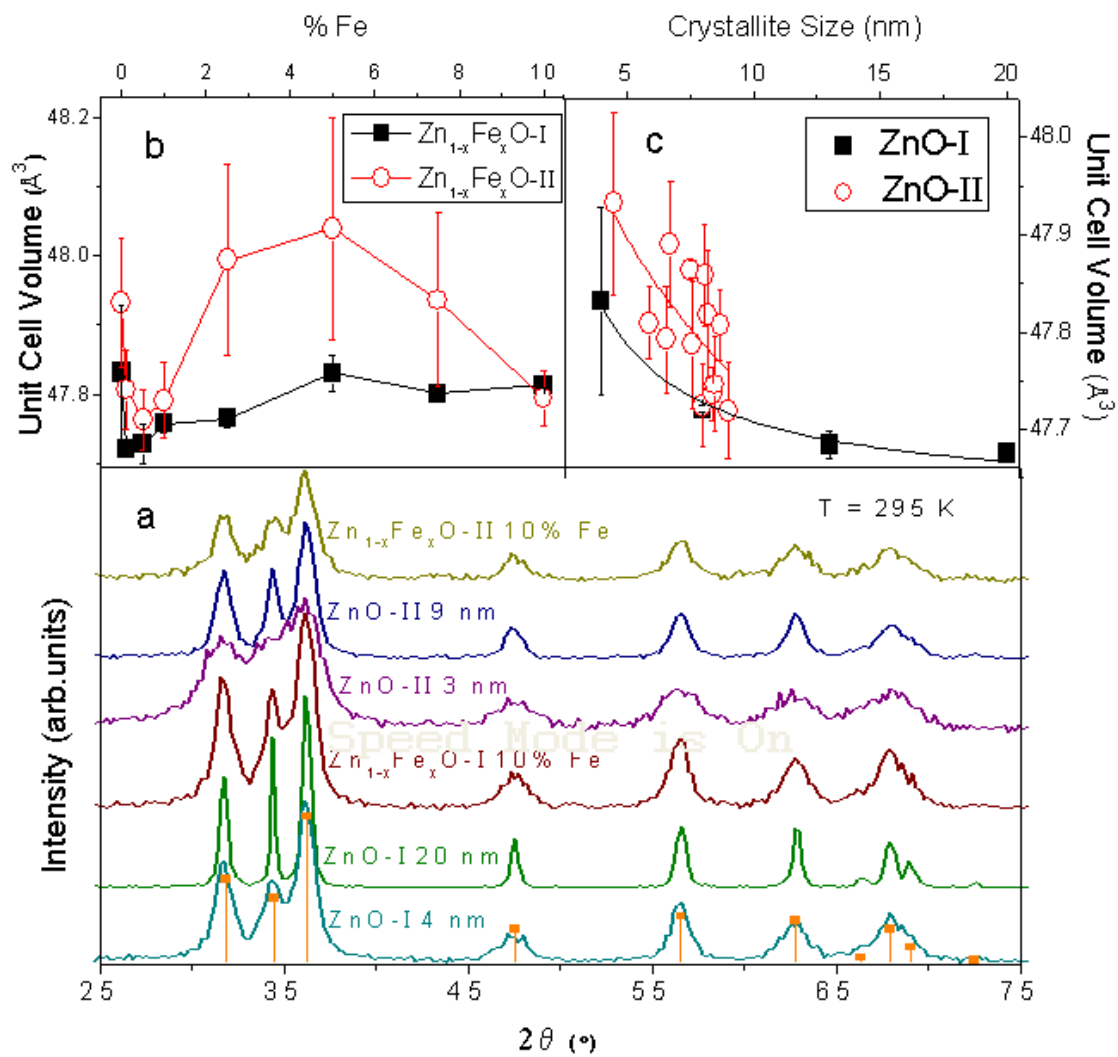 % Fe
Crystallite Size (nm)
0 2 4 6 8 10
5 10 15 20
48.2
48.0
47.8
Unit Cell Volume (Å³)
b
Zn₁₋ₓFeₓO-I
Zn₁₋ₓFeₓO-II
c
ZnO-I
ZnO-II
48.0
47.9
47.8
47.7
Unit Cell Volume (Å³)
a
T = 295 K
Zn₁₋ₓFeₓO-II 10% Fe
ZnO-II 9 nm
ZnO-II 3 nm
Speed Mode is On
Zn₁₋ₓFeₓO-I 10% Fe
ZnO-I 20 nm
ZnO-I 4 nm
Intensity (arb.units)
25 35 45 55 65 75
2θ (°)